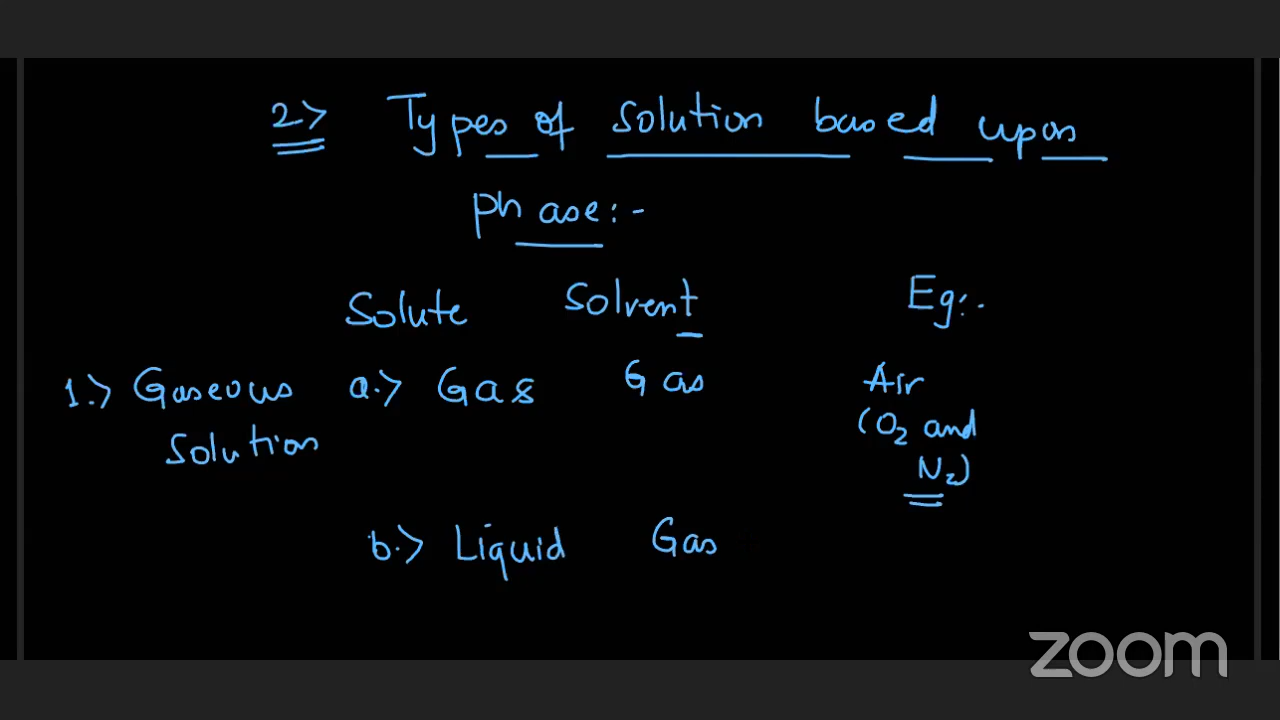 2> Types of solution based upon
phase:-
Solute Solvent Eg:-
1.> Gaseous a.> Gas Gas Air
solution (O₂ and
N₂)
b.> Liquid Gas
zoom